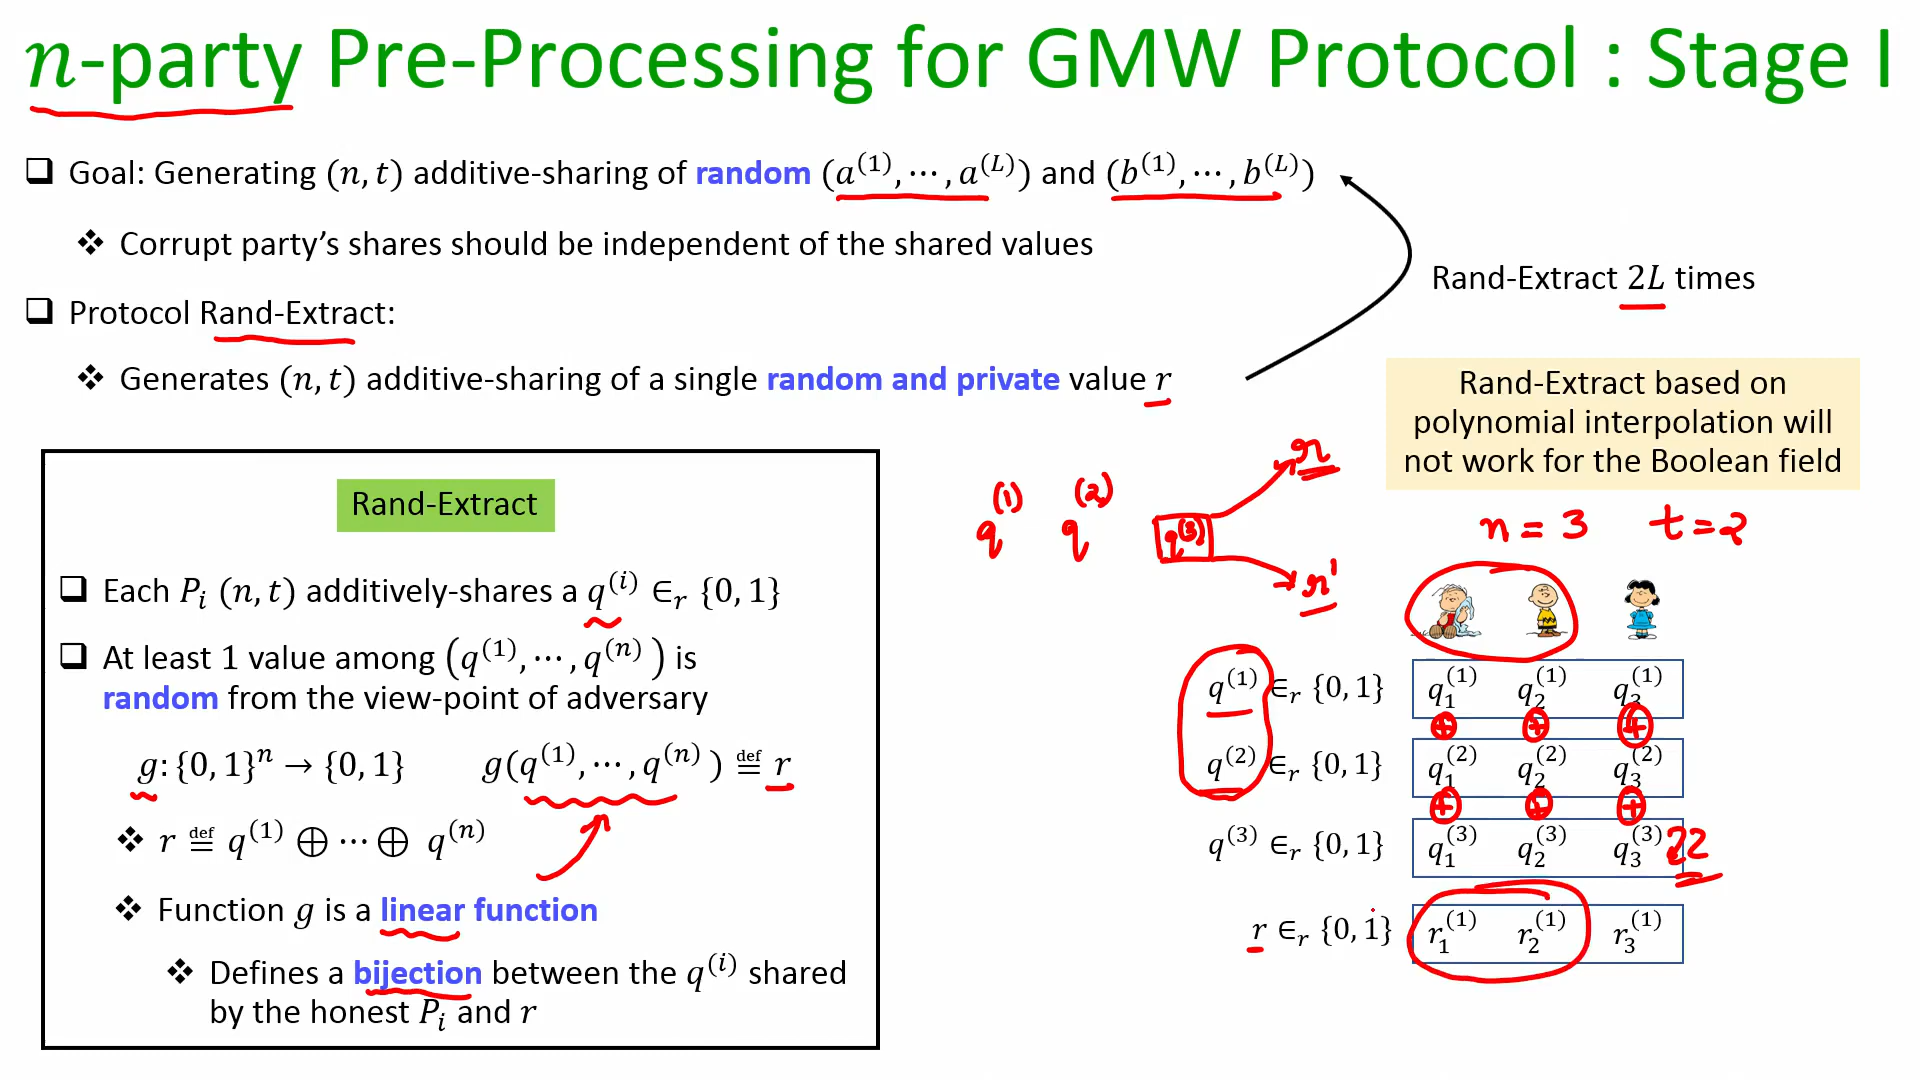 n-party Pre-Processing for GMW Protocol : Stage I
❑ Goal: Generating (n, t) additive-sharing of random (a^(1), ⋯, a^(L)) and (b^(1), ⋯, b^(L))
❖ Corrupt party's shares should be independent of the shared values
Rand-Extract 2L times
❑ Protocol Rand-Extract:
❖ Generates (n, t) additive-sharing of a single random and private value r
Rand-Extract based on
polynomial interpolation will
not work for the Boolean field
Rand-Extract
❑ Each P_i (n, t) additively-shares a q^(i) ∈_r {0, 1}
❑ At least 1 value among (q^(1), ⋯, q^(n)) is
random from the view-point of adversary
g: {0, 1}^n → {0, 1} g(q^(1), ⋯, q^(n)) ≝ r
❖ r ≝ q^(1) ⊕ ⋯ ⊕ q^(n)
❖ Function g is a linear function
❖ Defines a bijection between the q^(i) shared
by the honest P_i and r
q^(1) q^(2) q^(3)
r
r'
n = 3 t = 2
q^(1) ∈_r {0, 1} q_1^(1) q_2^(1) q_3^(1)
⊕ ⊕ ⊕
q^(2) ∈_r {0, 1} q_1^(2) q_2^(2) q_3^(2)
⊕ ⊕ ⊕
q^(3) ∈_r {0, 1} q_1^(3) q_2^(3) q_3^(3)
r ∈_r {0, 1} r_1^(1) r_2^(1) r_3^(1)